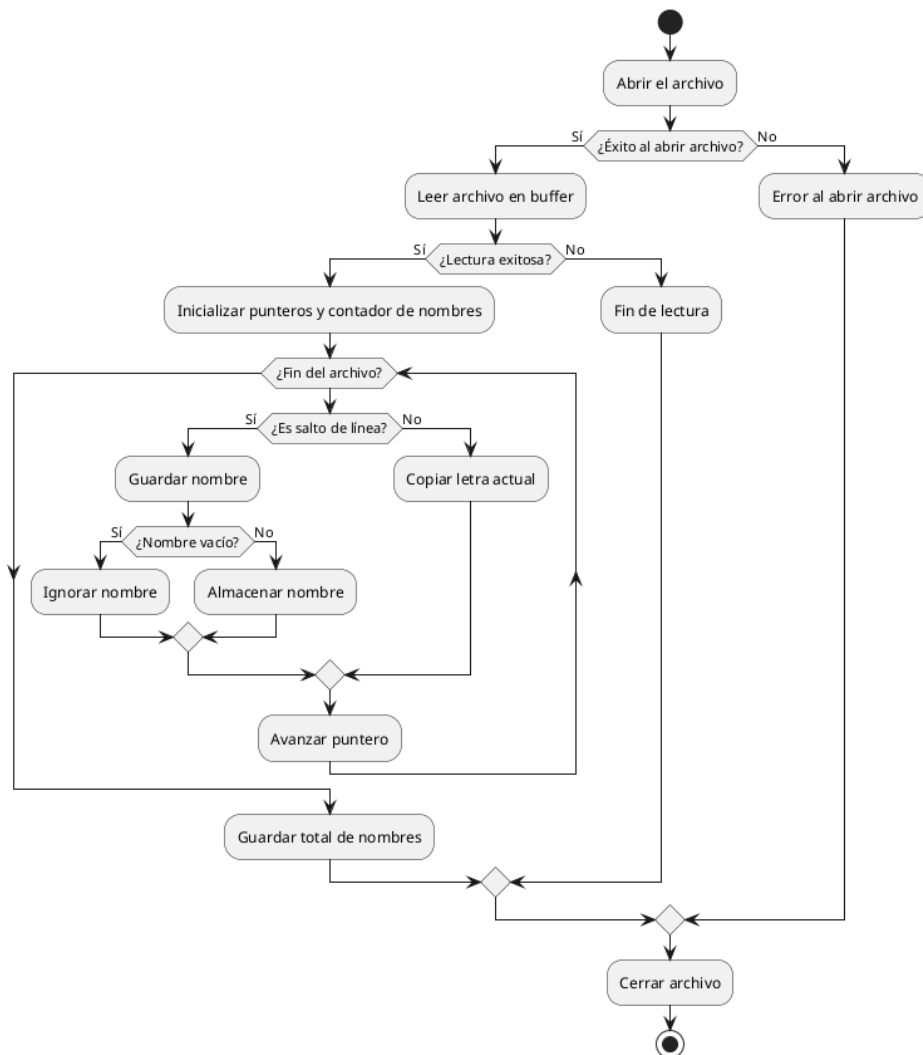 Abrir el archivo
Sí
¿Éxito al abrir archivo?
No
Leer archivo en buffer
Error al abrir archivo
Sí
¿Lectura exitosa?
No
Inicializar punteros y contador de nombres
Fin de lectura
¿Fin del archivo?
Sí
¿Es salto de línea?
No
Guardar nombre
Copiar letra actual
Sí
¿Nombre vacío?
No
Ignorar nombre
Almacenar nombre
Avanzar puntero
Guardar total de nombres
Cerrar archivo